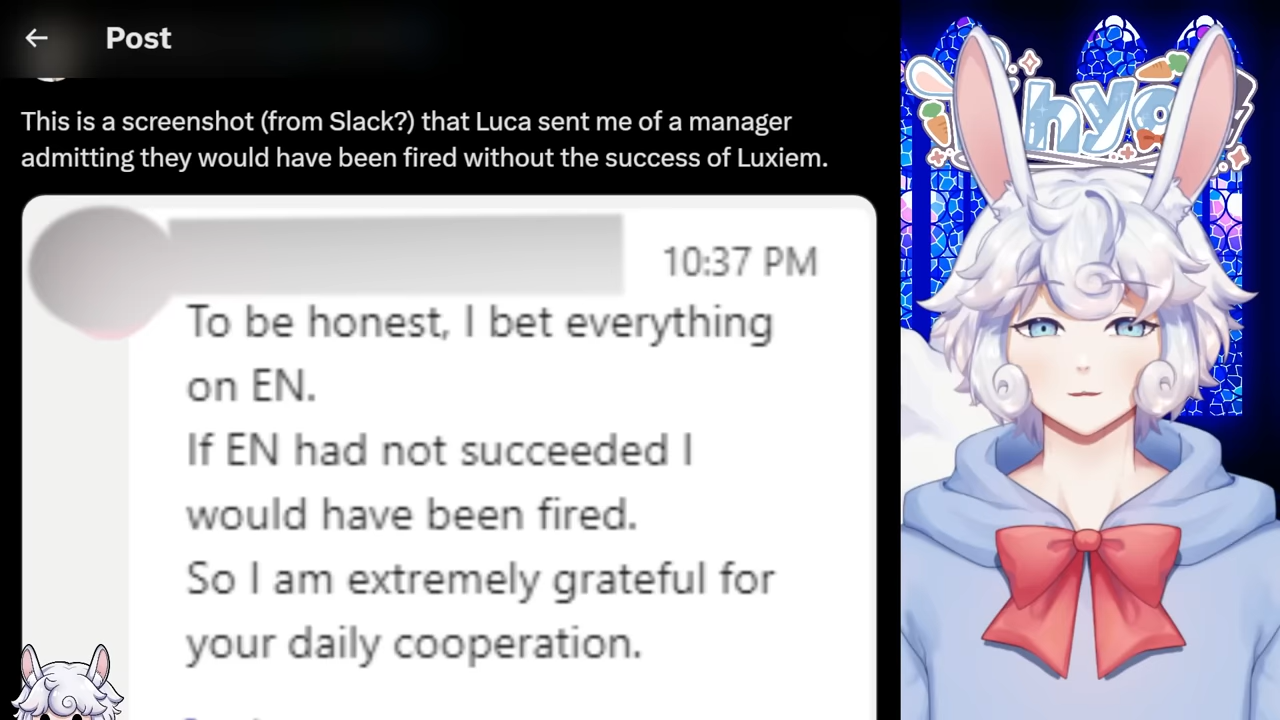 Post
This is a screenshot (from Slack?) that Luca sent me of a manager
admitting they would have been fired without the success of Luxiem.
10:37 PM
To be honest, I bet everything
on EN.
If EN had not succeeded I
would have been fired.
So I am extremely grateful for
your daily cooperation.